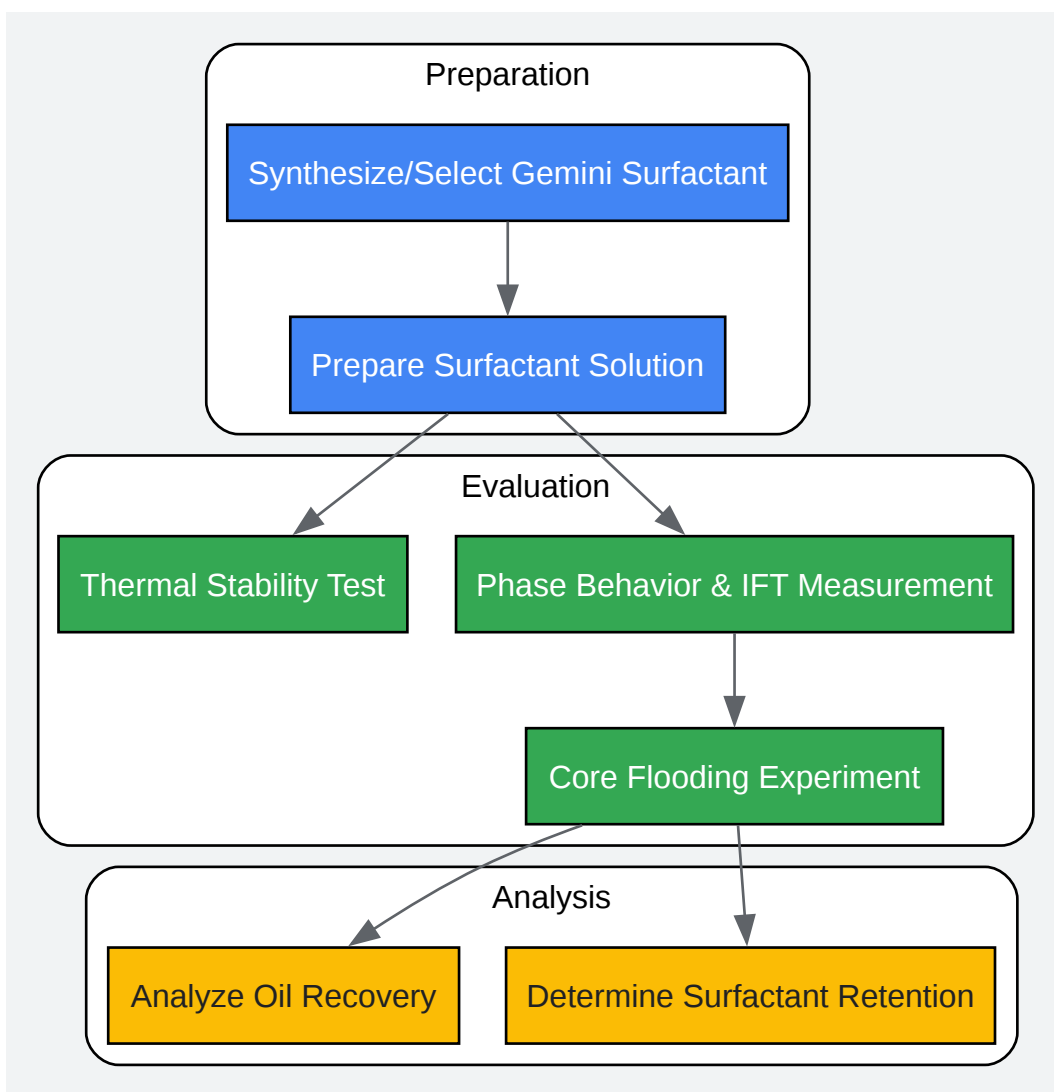 Preparation
Synthesize/Select Gemini Surfactant
Prepare Surfactant Solution
Evaluation
Thermal Stability Test
Phase Behavior & IFT Measurement
Core Flooding Experiment
Analysis
Analyze Oil Recovery
Determine Surfactant Retention